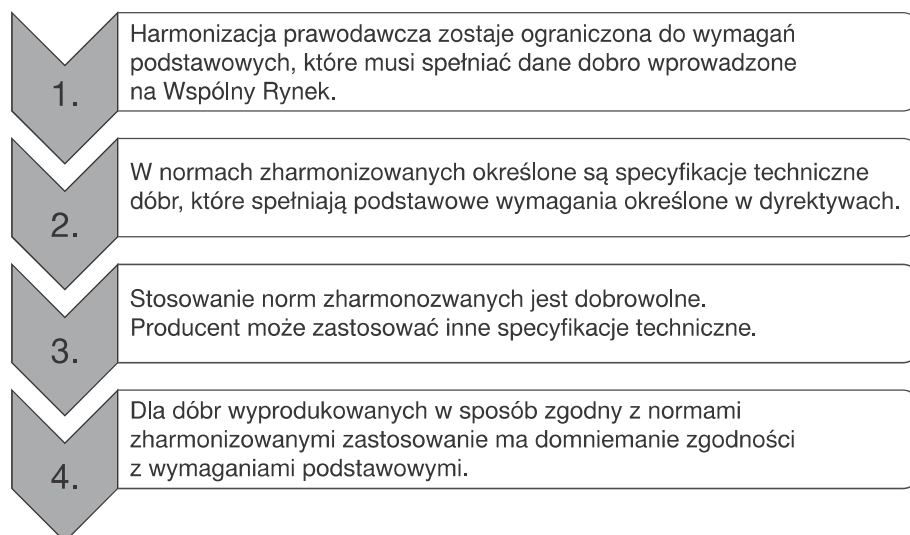 1.
Harmonizacja prawodawcza zostaje ograniczona do wymagań
podstawowych, które musi spełniać dane dobro wprowadzone
na Wspólny Rynek.
2.
W normach zharmonizowanych określone są specyfikacje techniczne
dóbr, które spełniają podstawowe wymagania określone w dyrektywach.
3.
Stosowanie norm zharmonozwanych jest dobrowolne.
Producent może zastosować inne specyfikacje techniczne.
4.
Dla dóbr wyprodukowanych w sposób zgodny z normami
zharmonizowanymi zastosowanie ma domniemanie zgodności
z wymaganiami podstawowymi.